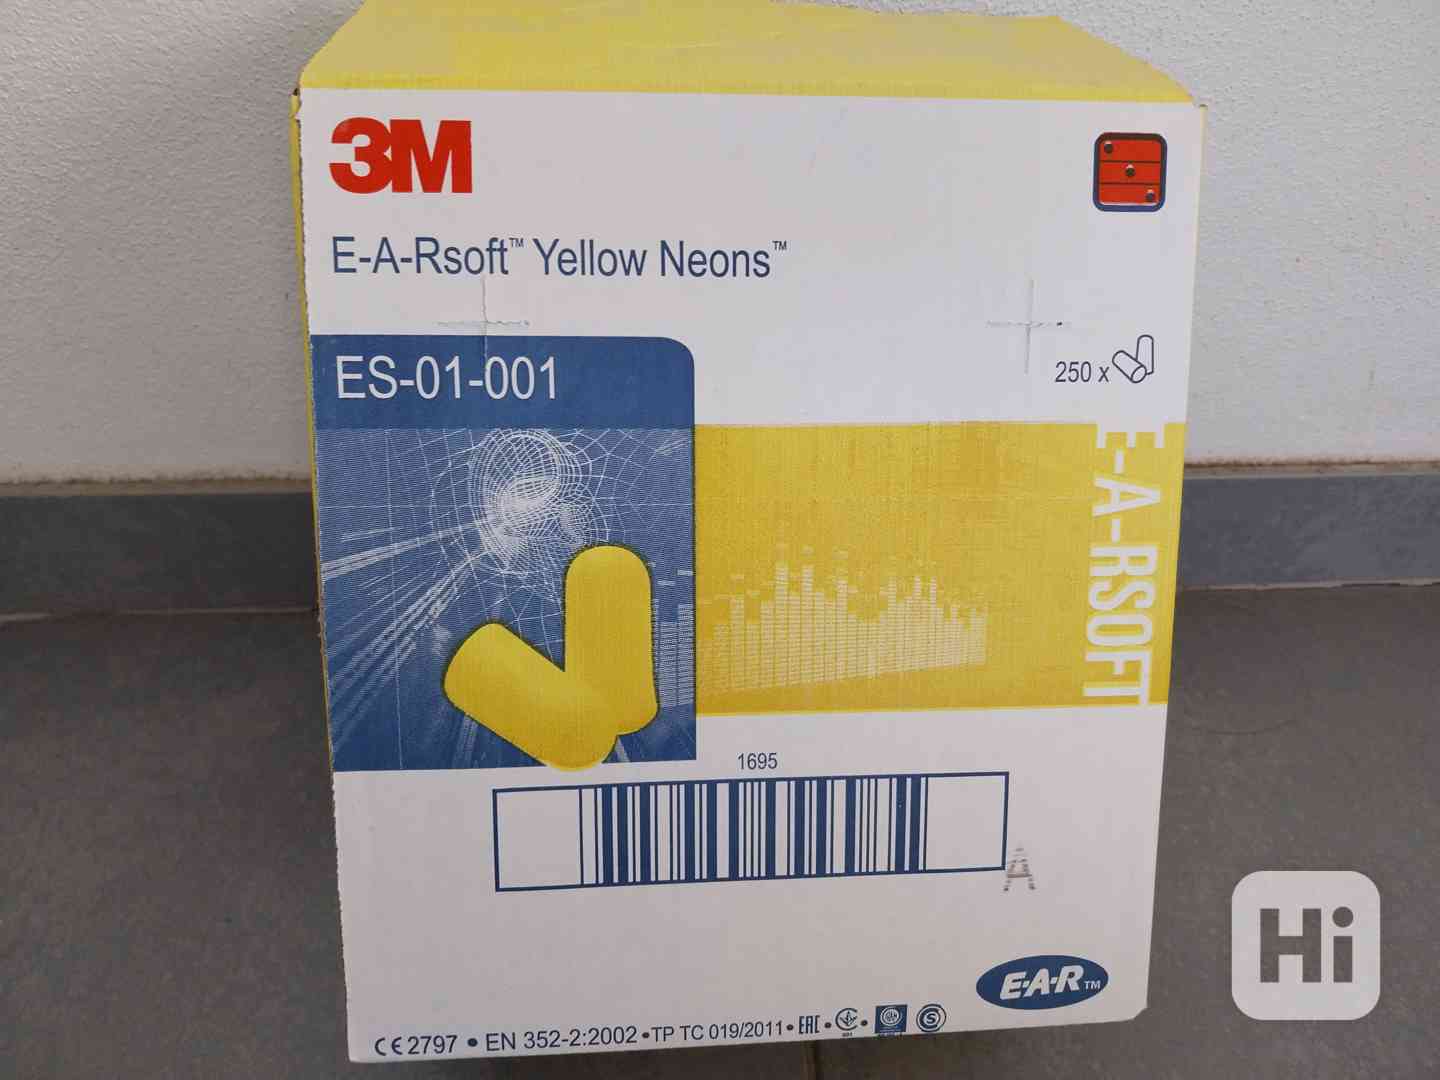 3M
E-A-Rsoft™ Yellow Neons™
ES-01-001
250 x
E-A-RSOFT
1695
A
E-A-R™
CE 2797 • EN 352-2:2002 • TP TC 019/2011 • EAC •
S
Hi